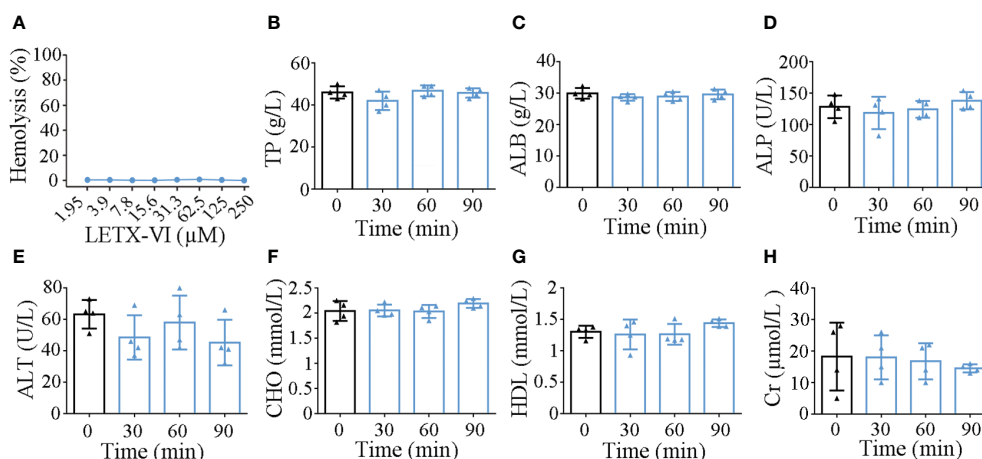 A
Hemolysis (%)
100
80
60
40
20
0
1.95
3.9
7.8
15.6
31.3
62.5
125
250
LETX-VI (µM)
B
TP (g/L)
60
40
20
0
0 30 60 90
Time (min)
C
ALB (g/L)
40
30
20
10
0
0 30 60 90
Time (min)
D
ALP (U/L)
200
150
100
50
0
0 30 60 90
Time (min)
E
ALT (U/L)
80
60
40
20
0
0 30 60 90
Time (min)
F
CHO (mmol/L)
2.5
2
1.5
1
0.5
0
0 30 60 90
Time (min)
G
HDL (mmol/L)
2
1.5
1
0.5
0
0 30 60 90
Time (min)
H
Cr (µmol/L)
40
30
20
10
0
0 30 60 90
Time (min)